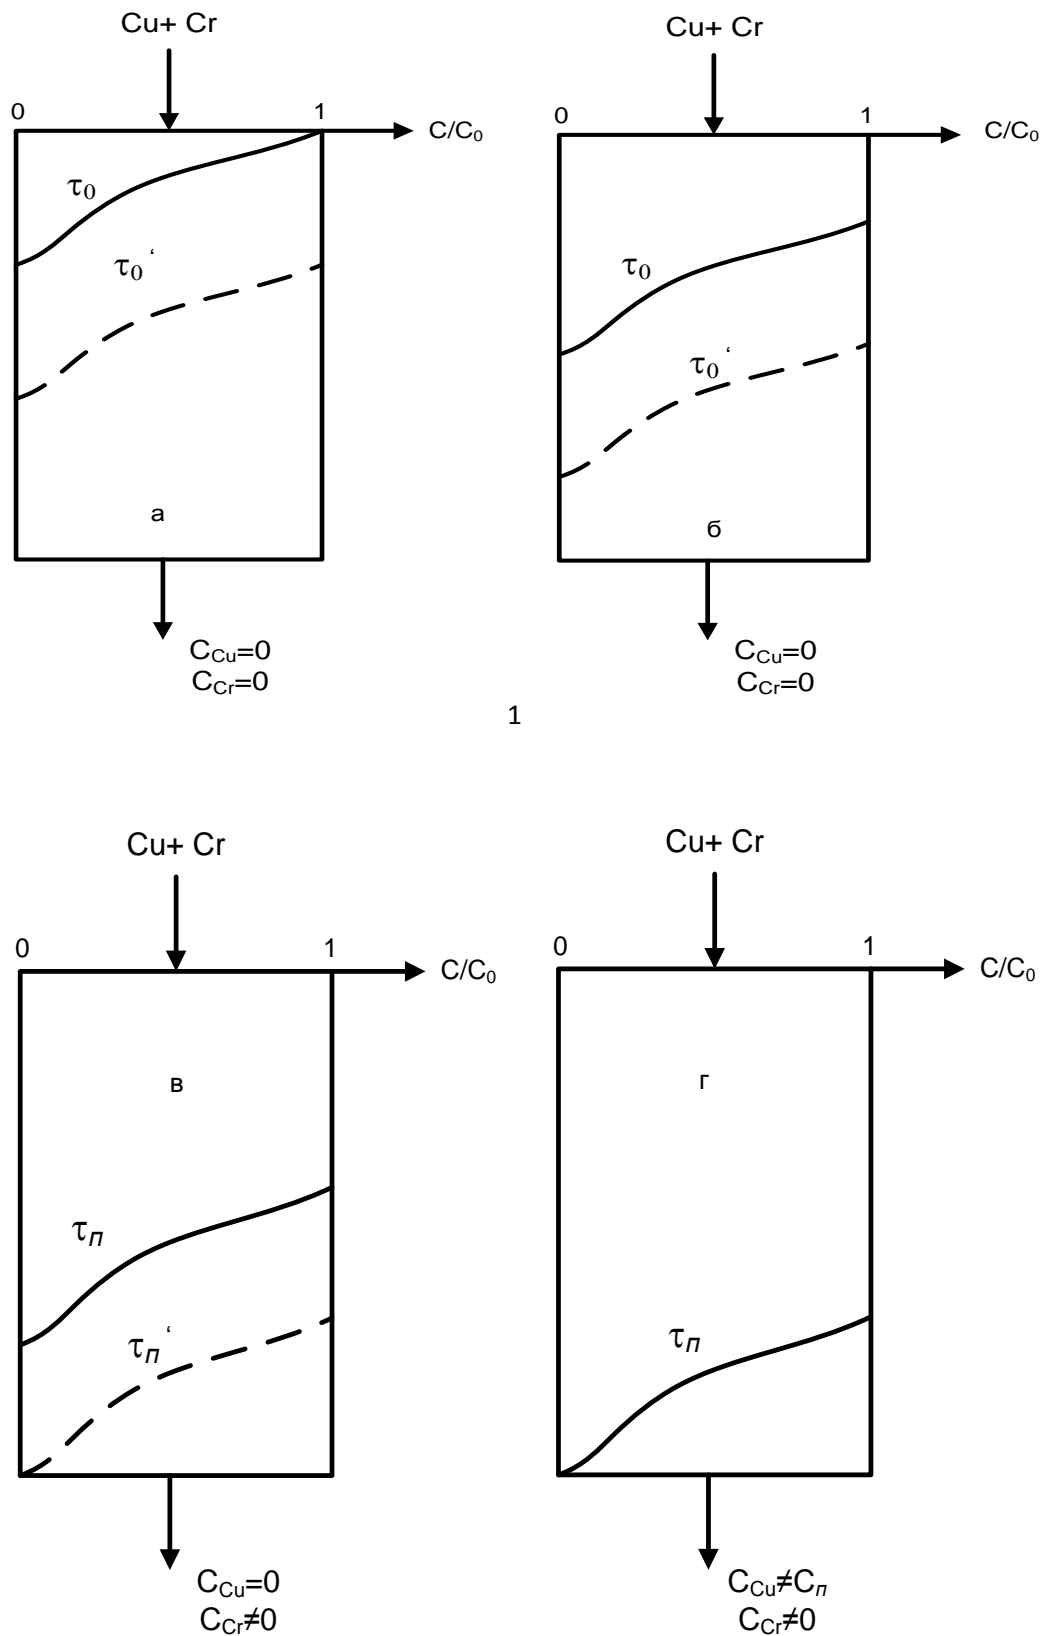 Cu+ Cr
0
1
C/C₀
τ₀
τ₀‘
а
C_Cu=0
C_Cr=0
Cu+ Cr
0
1
C/C₀
τ₀
τ₀‘
б
C_Cu=0
C_Cr=0
1
Cu+ Cr
0
1
C/C₀
в
τ_П
τ_П‘
C_Cu=0
C_Cr≠0
Cu+ Cr
0
1
C/C₀
г
τ_П
C_Cu≠C_П
C_Cr≠0